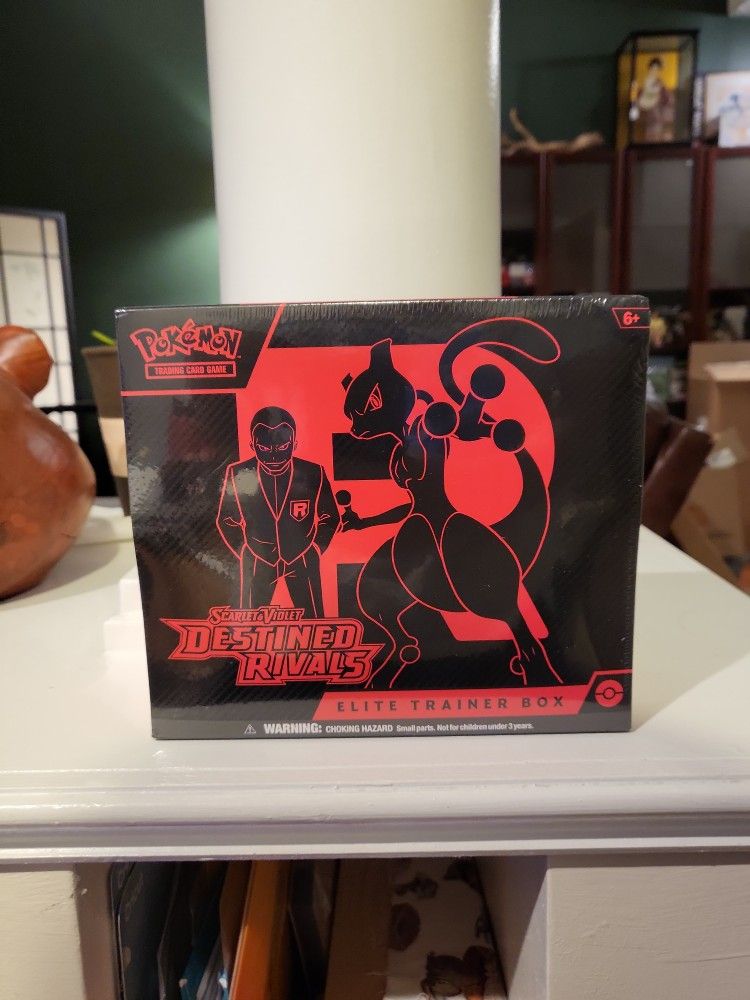 POKéMON
TRADING CARD GAME
6+
R
SCARLET & VIOLET
DESTINED
RIVALS
ELITE TRAINER BOX
⚠ WARNING: CHOKING HAZARD Small parts. Not for children under 3 years.